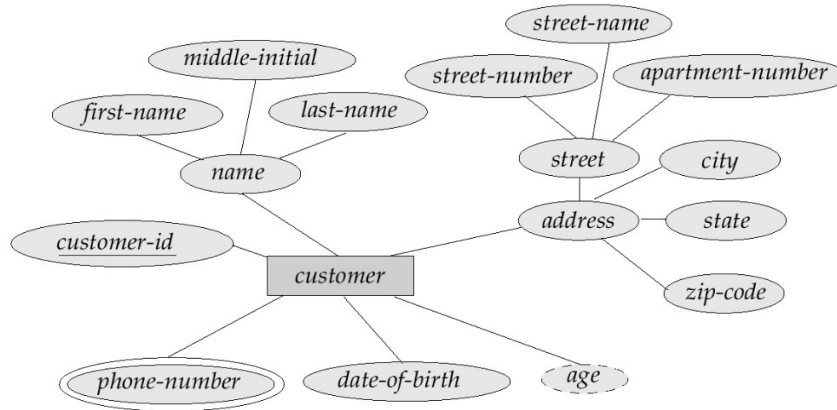 street-name
middle-initial
street-number
apartment-number
first-name
last-name
street
city
name
address
state
customer-id
customer
zip-code
phone-number
date-of-birth
age